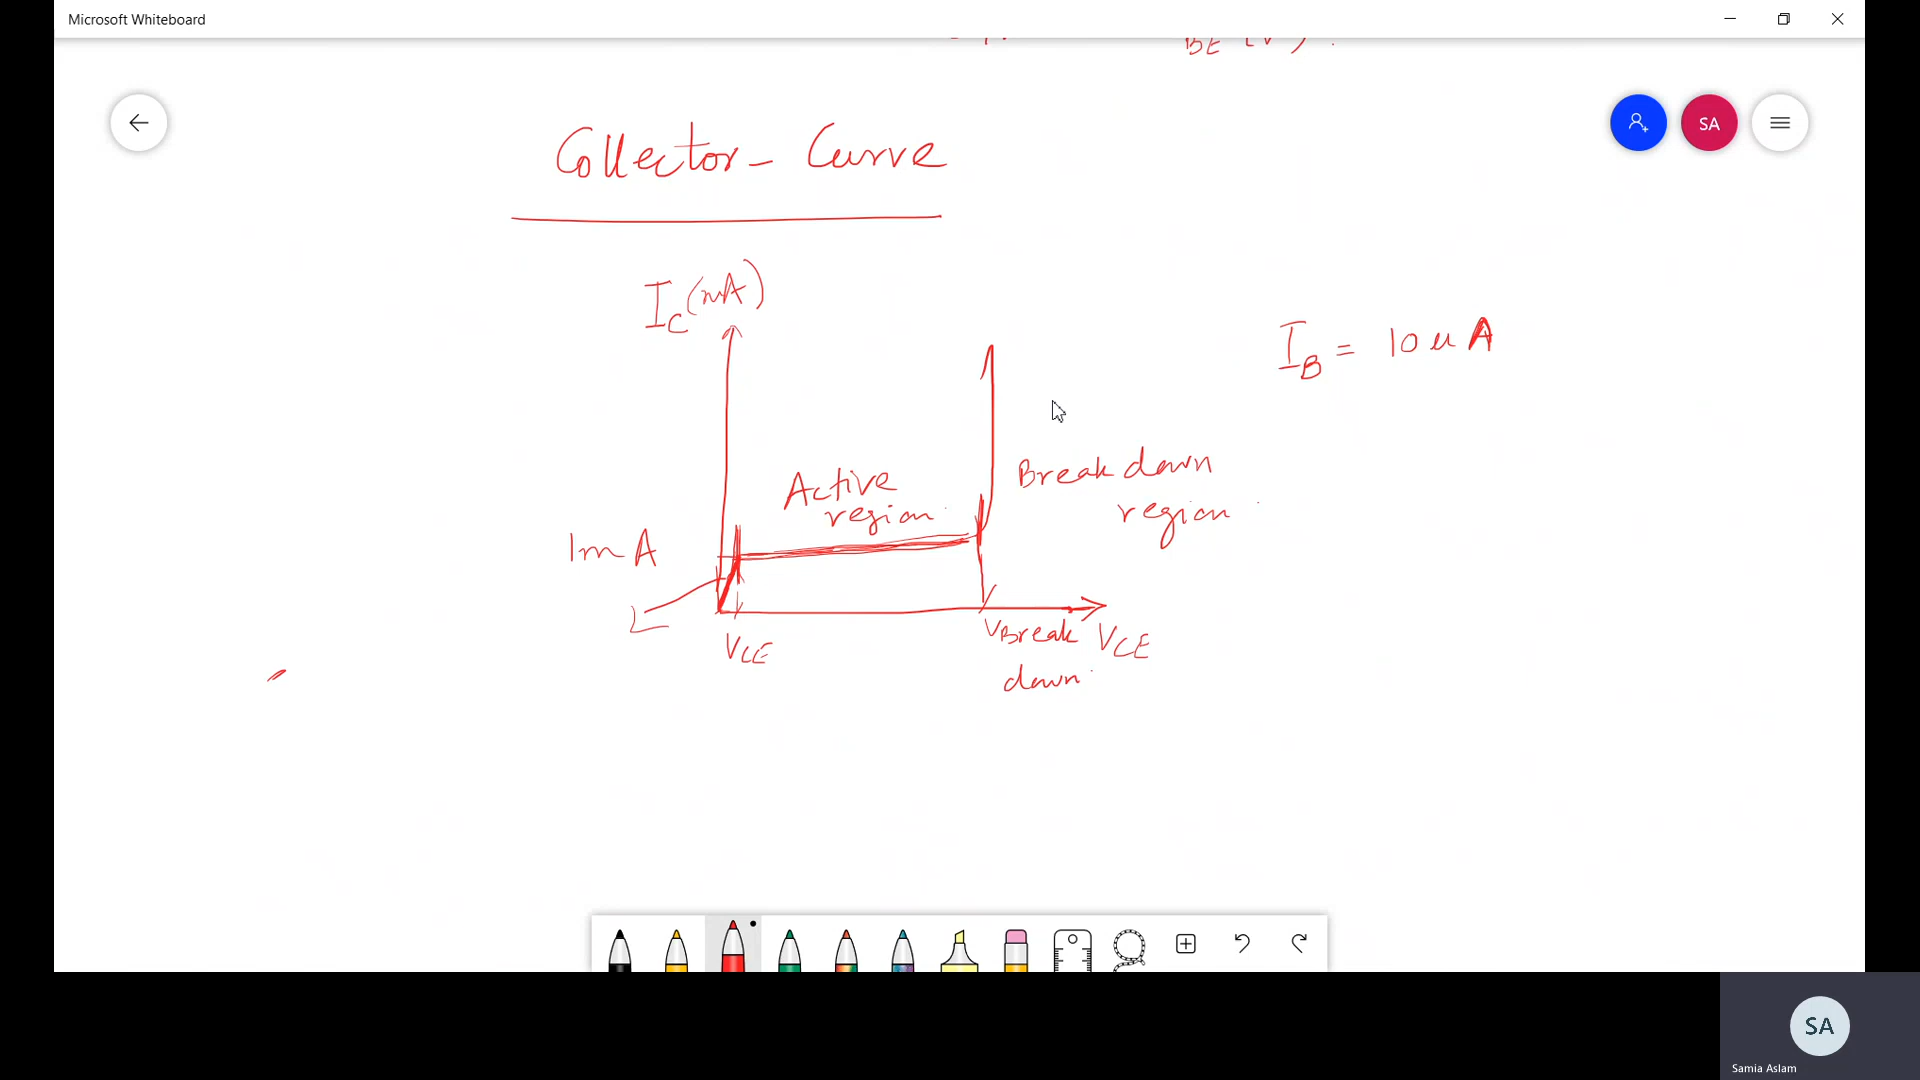 Microsoft Whiteboard
BE (V)
SA
Collector - Curve
IC (mA)
IB = 10 uA
Active
region
Break down
region
1mA
VCE
VBreak
down
VCE
SA
Samia Aslam